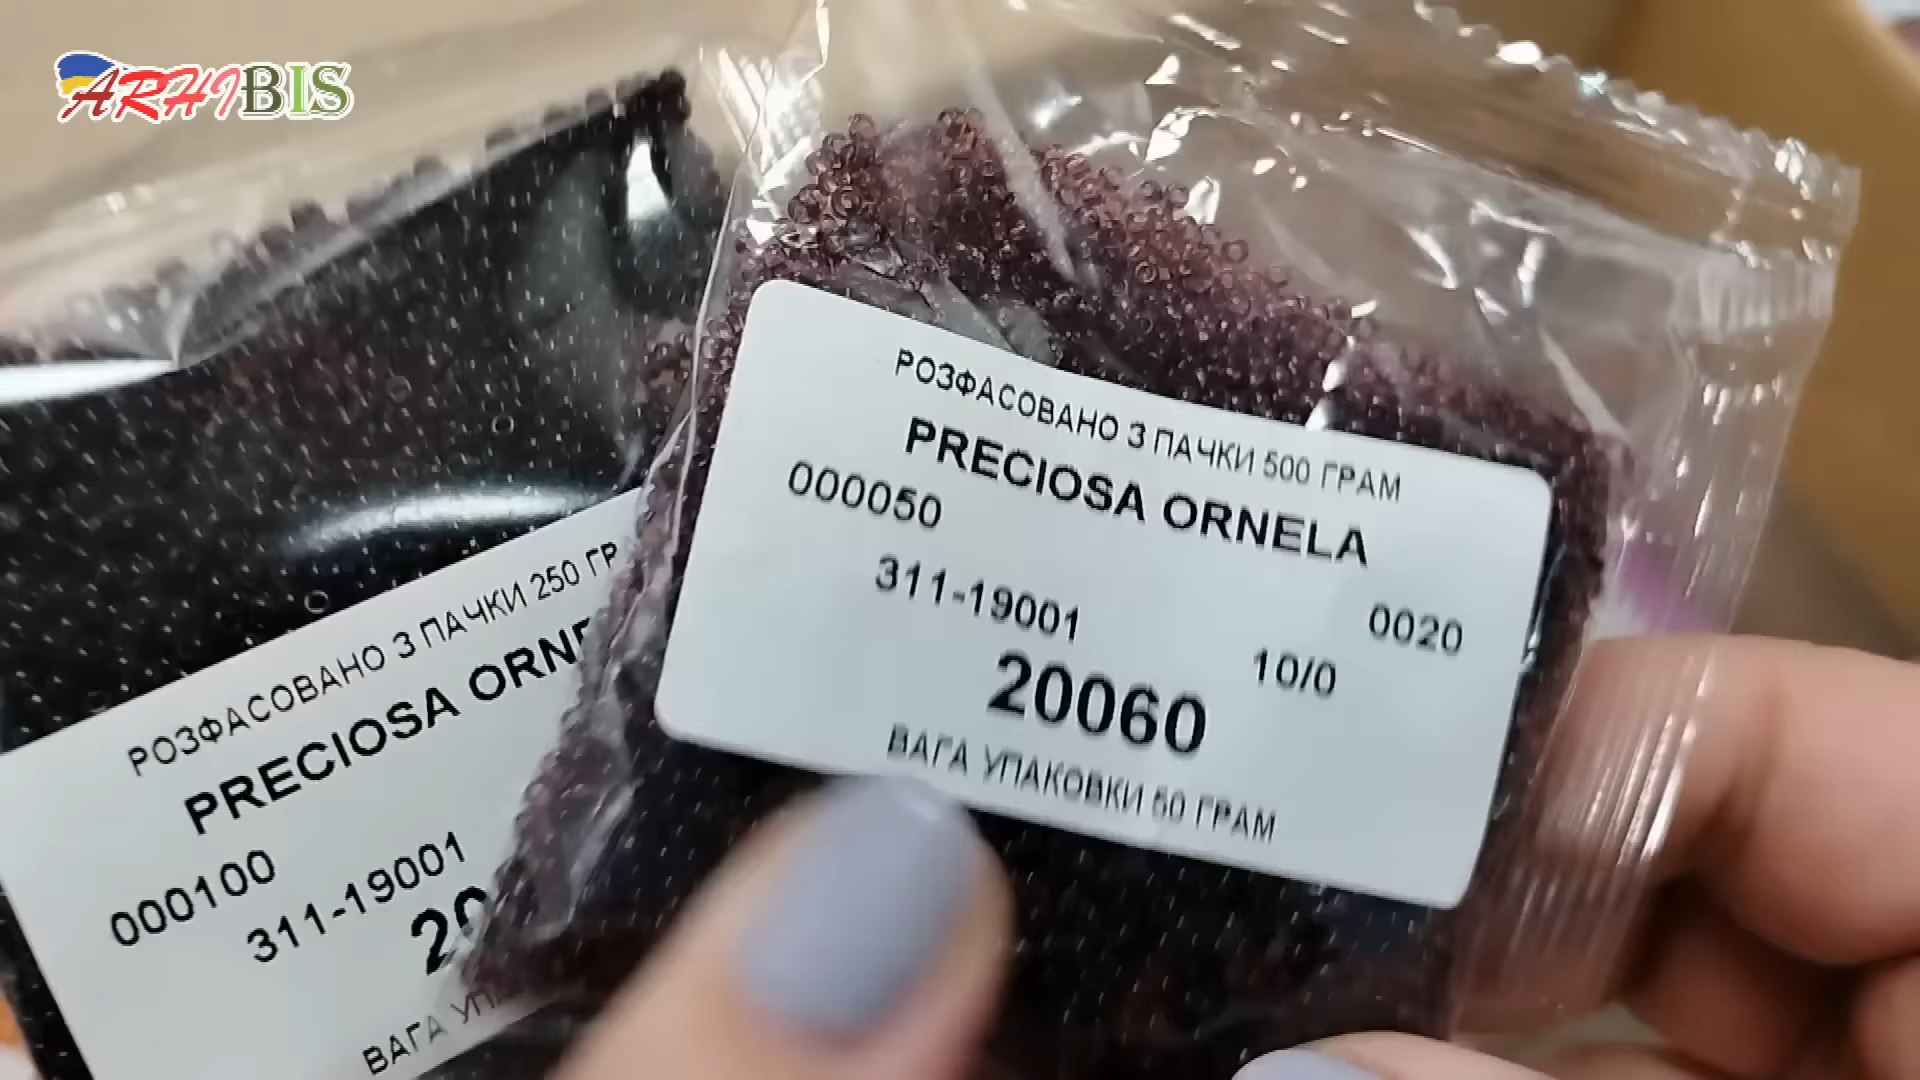 ARHIBIS
РОЗФАСОВАНО З ПАЧКИ 500 ГРАМ
PRECIOSA ORNELA
000050
311-19001
0020
10/0
20060
ВАГА УПАКОВКИ 50 ГРАМ
РОЗФАСОВАНО З ПАЧКИ 250 ГР
PRECIOSA ORNE
000100
311-19001
20
ВАГА УП